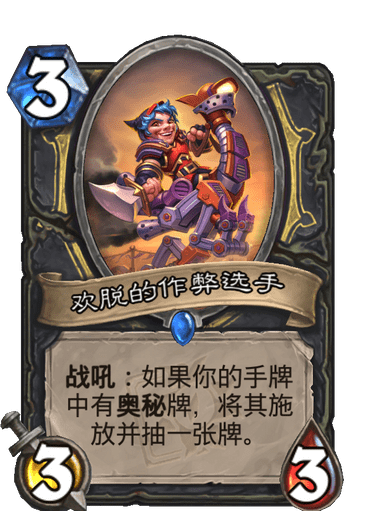 3
欢脱的作弊选手
战吼：如果你的手牌
中有奥秘牌，将其施
放并抽一张牌。
3
3